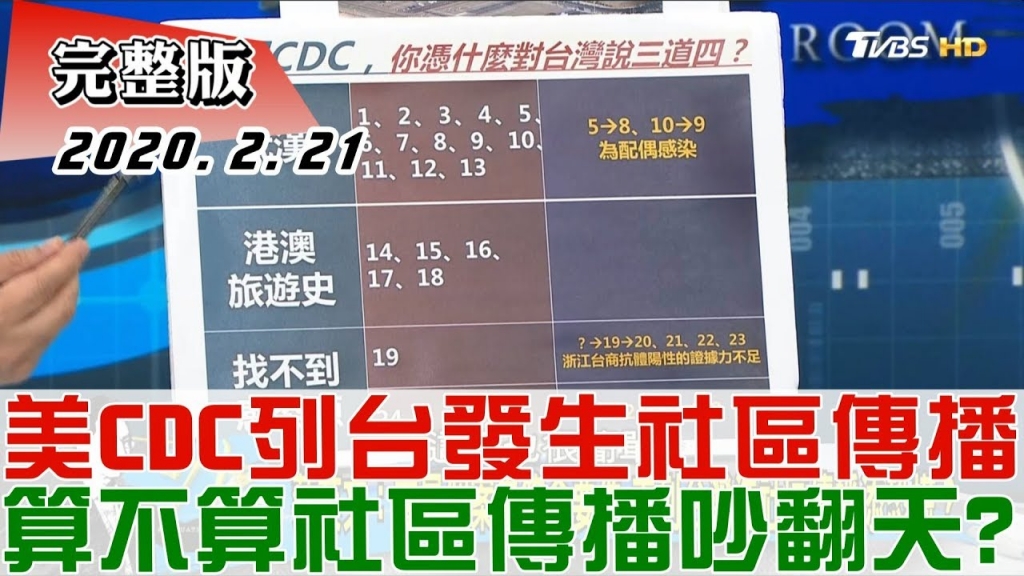 完整版
2020.2.21
CDC，你憑什麼對台灣說三道四？
ROOM
TVBS HD
漢
1、2、3、4、5、
6、7、8、9、10、
11、12、13
5→8、10→9
為配偶感染
港澳
旅遊史
14、15、16、
17、18
004
005
找不到
19
？→19→20、21、22、23
浙江台商抗體陽性的證據力不足
美CDC列台發生社區傳播
算不算社區傳播吵翻天?